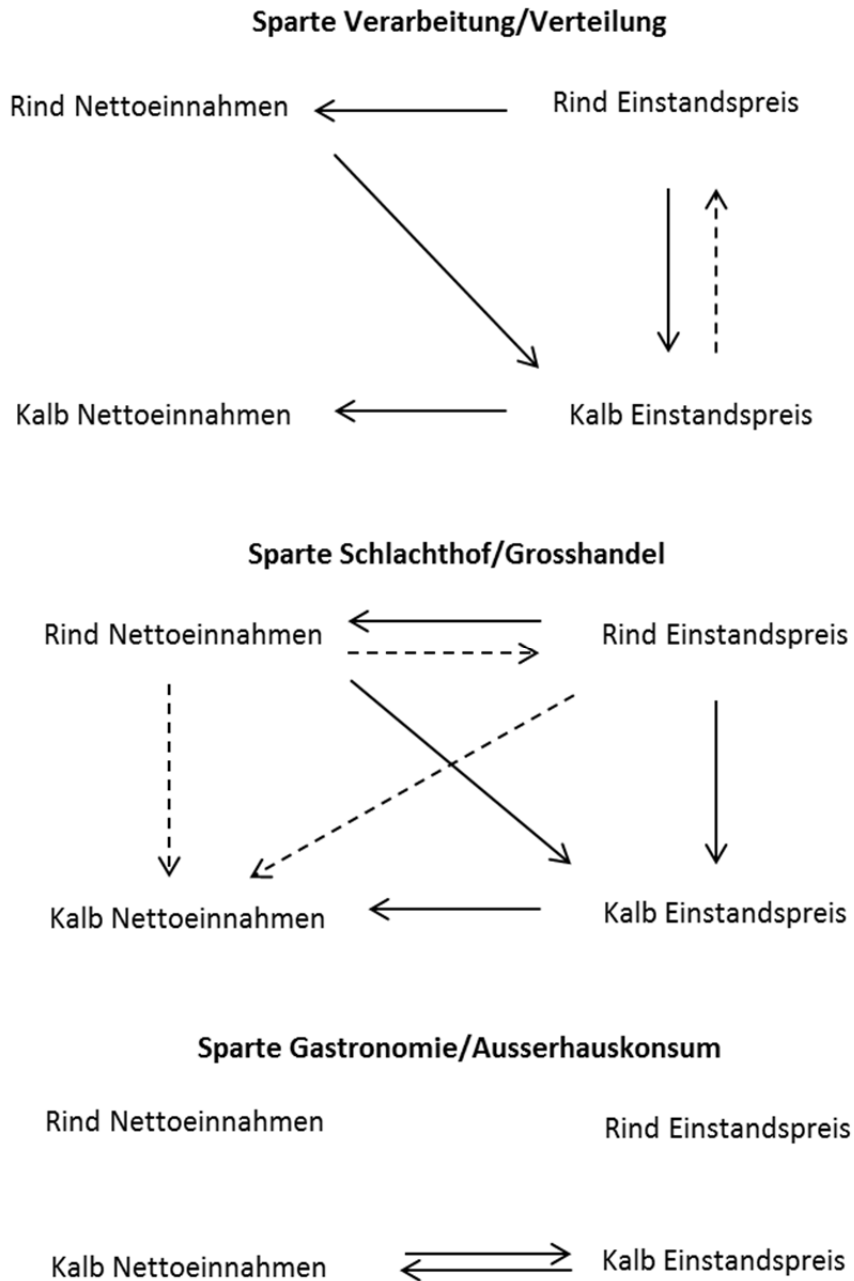 Sparte Verarbeitung/Verteilung
Rind Nettoeinnahmen
Rind Einstandspreis
Kalb Nettoeinnahmen
Kalb Einstandspreis
Sparte Schlachthof/Grosshandel
Rind Nettoeinnahmen
Rind Einstandspreis
Kalb Nettoeinnahmen
Kalb Einstandspreis
Sparte Gastronomie/Ausserhauskonsum
Rind Nettoeinnahmen
Rind Einstandspreis
Kalb Nettoeinnahmen
Kalb Einstandspreis